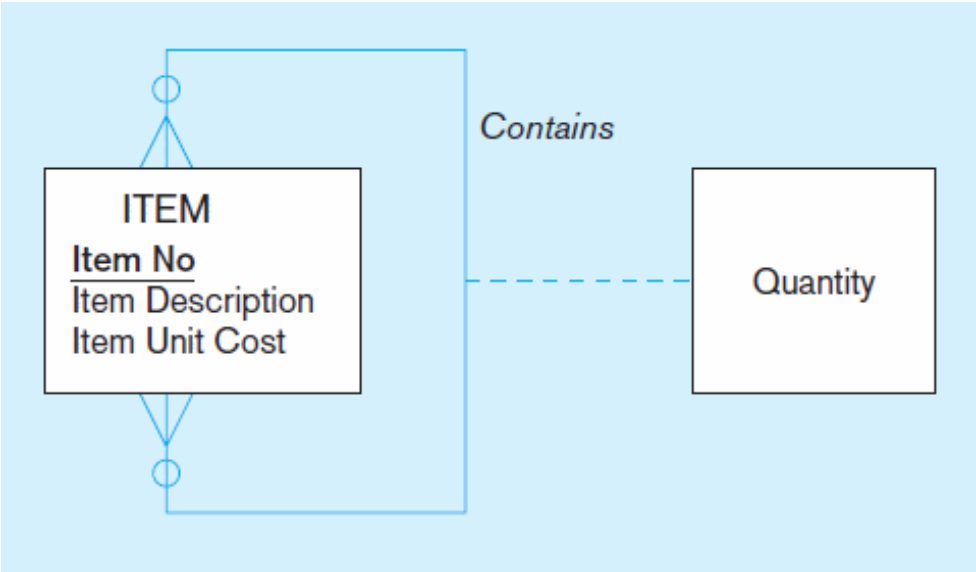 Contains
ITEM
Item No
Item Description
Item Unit Cost
Quantity